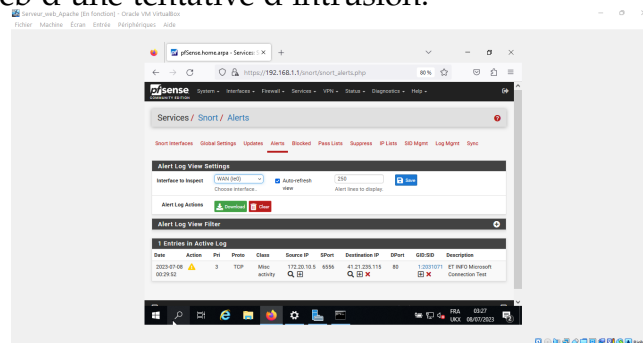 eb d'une tentative d'intrusion.
Serveur_web_Apache [En fonction] - Oracle VM VirtualBox
Fichier Machine Écran Entrée Périphériques Aide
pfSense.home.arpa - Services: S
https://192.168.1.1/snort/snort_alerts.php
80 %
pfsense
COMMUNITY EDITION
System Interfaces Firewall Services VPN Status Diagnostics Help
Services / Snort / Alerts
Snort Interfaces Global Settings Updates Alerts Blocked Pass Lists Suppress IP Lists SID Mgmt Log Mgmt Sync
Alert Log View Settings
Interface to Inspect WAN (le0) Auto-refresh view 250 Save
Choose interface.. Alert lines to display.
Alert Log Actions Download Clear
Alert Log View Filter
1 Entries in Active Log
Date Action Pri Proto Class Source IP SPort Destination IP DPort GID:SID Description
2023-07-08 3 TCP Misc 172.20.10.5 6556 41.21.235.115 80 1:2031071 ET INFO Microsoft
00:29:52 activity Connection Test
FRA 03:27
UKX 08/07/2023